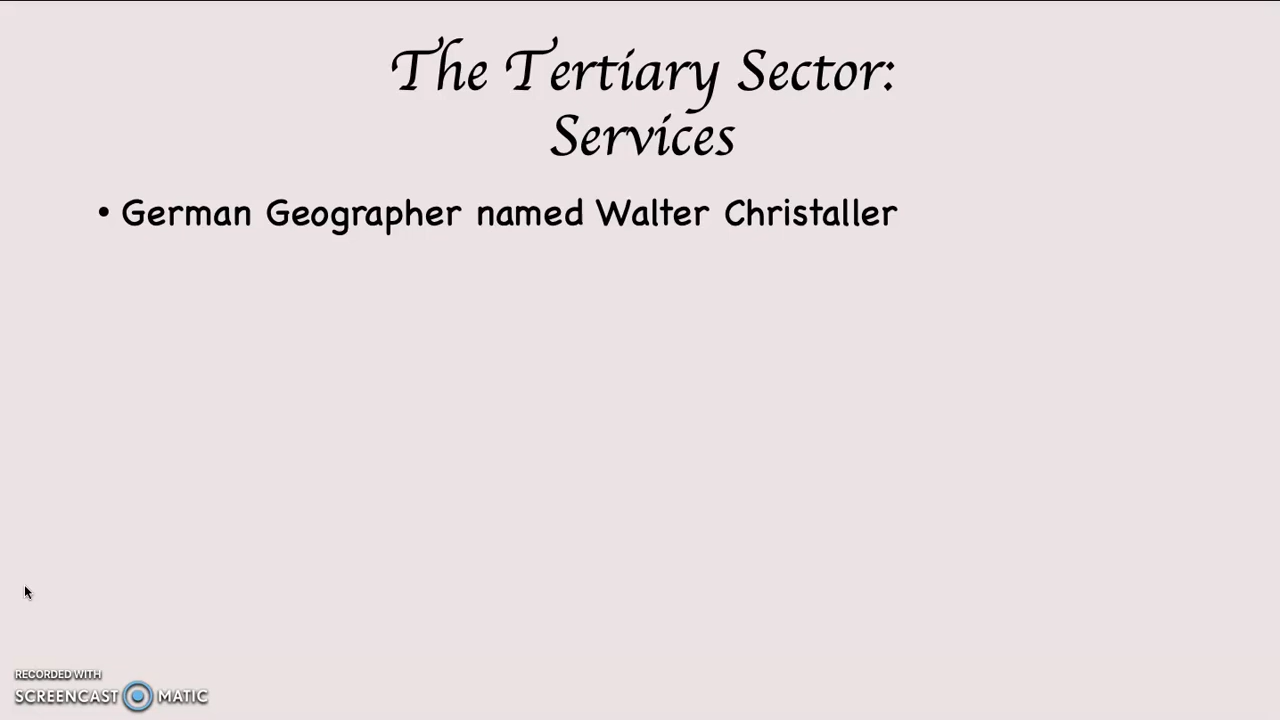 The Tertiary Sector:
Services
• German Geographer named Walter Christaller
RECORDED WITH
SCREENCAST MATIC